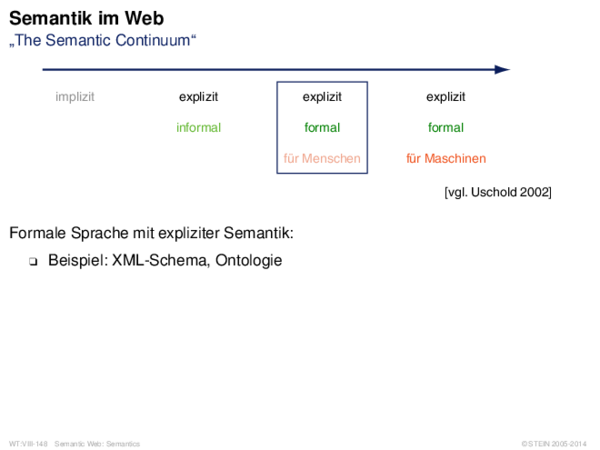 Semantik im Web
„The Semantic Continuum“
implizit explizit explizit explizit
informal formal formal
für Menschen für Maschinen
[vgl. Uschold 2002]
Formale Sprache mit expliziter Semantik:
❑ Beispiel: XML-Schema, Ontologie
WT:VIII-148 Semantic Web: Semantics © STEIN 2005-2014